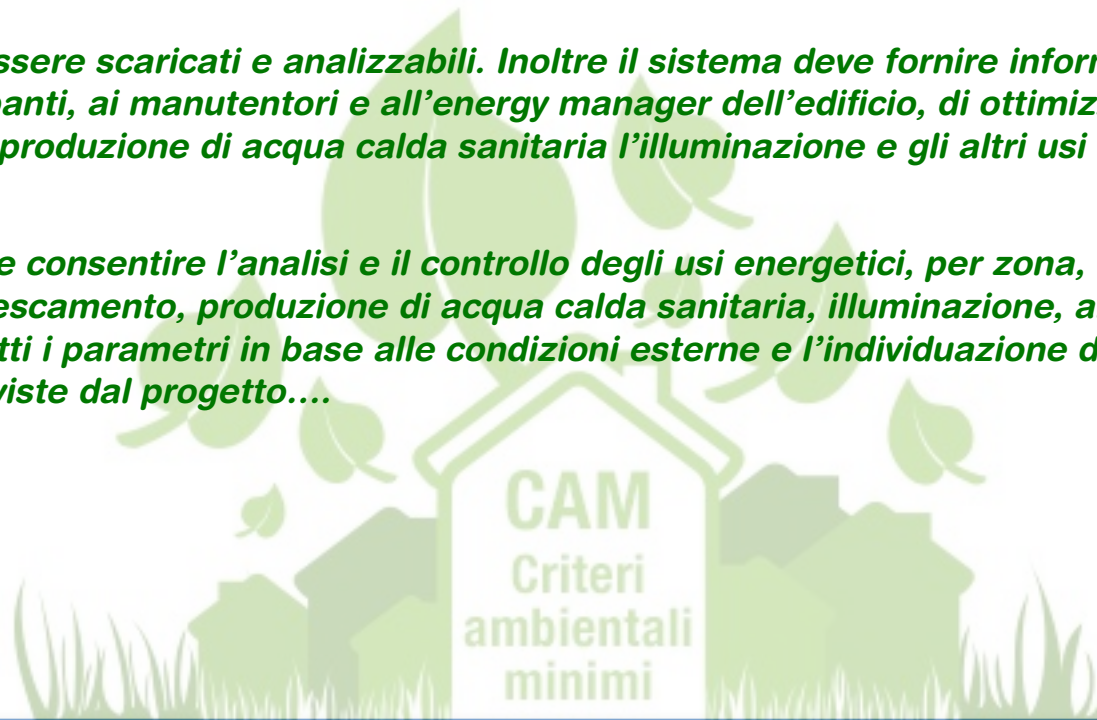 ssere scaricati e analizzabili. Inoltre il sistema deve fornire infor
anti, ai manutentori e all’energy manager dell’edificio, di ottimiz
produzione di acqua calda sanitaria l’illuminazione e gli altri usi
e consentire l’analisi e il controllo degli usi energetici, per zona,
escamento, produzione di acqua calda sanitaria, illuminazione, a
tti i parametri in base alle condizioni esterne e l’individuazione d
viste dal progetto....
CAM
Criteri
ambientali
minimi